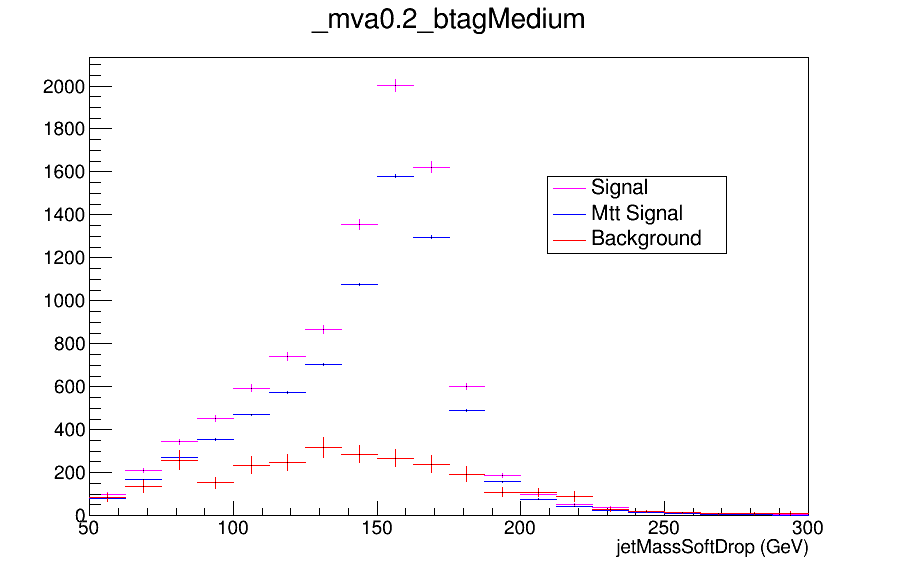 _mva0.2_btagMedium
2000
1800
1600
1400
1200
1000
800
600
400
200
0
Signal
Mtt Signal
Background
50 100 150 200 250 300
jetMassSoftDrop (GeV)